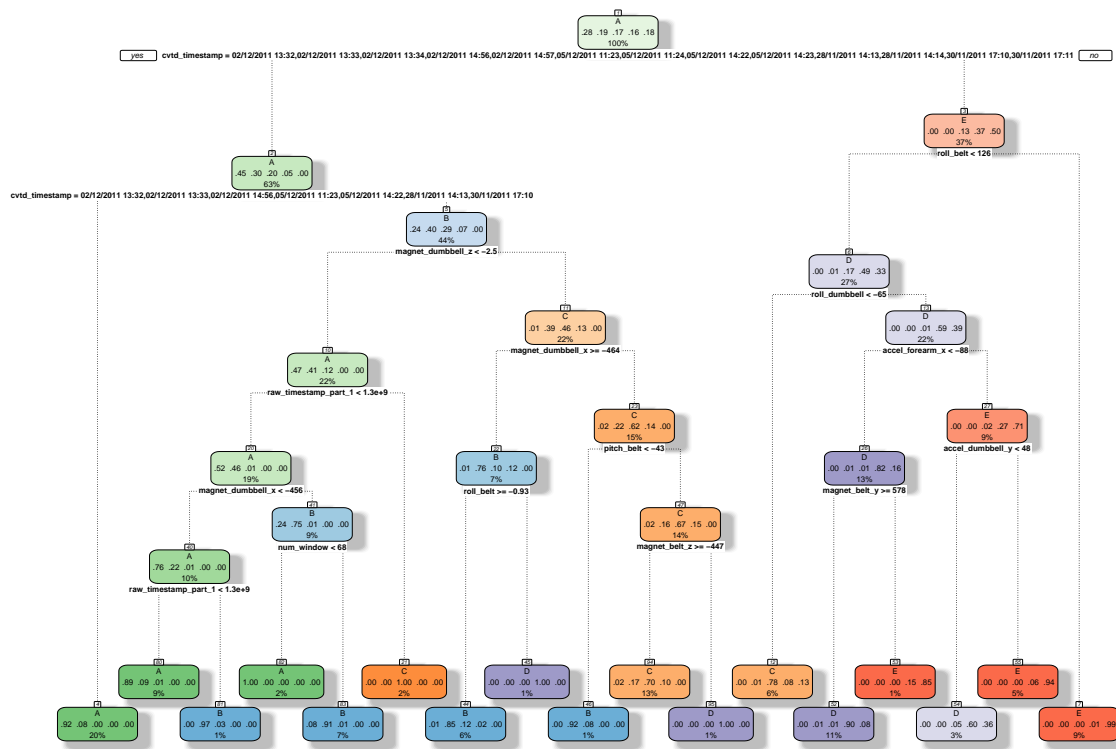 1
A
.28 .19 .17 .16 .18
100%
yes cvtd_timestamp = 02/12/2011 13:32,02/12/2011 13:33,02/12/2011 13:34,02/12/2011 14:56,02/12/2011 14:57,05/12/2011 11:23,05/12/2011 11:24,05/12/2011 14:22,05/12/2011 14:23,28/11/2011 14:13,28/11/2011 14:14,30/11/2011 17:10,30/11/2011 17:11 no
3
E
.00 .00 .13 .37 .50
37%
roll_belt < 126
2
A
.45 .30 .20 .05 .00
63%
cvtd_timestamp = 02/12/2011 13:32,02/12/2011 13:33,02/12/2011 14:56,05/12/2011 11:23,05/12/2011 14:22,28/11/2011 14:13,30/11/2011 17:10
5
B
.24 .40 .29 .07 .00
44%
magnet_dumbbell_z < −2.5
6
D
.00 .01 .17 .49 .33
27%
roll_dumbbell < −65
11
C
.01 .39 .46 .13 .00
22%
magnet_dumbbell_x >= −464
13
D
.00 .00 .01 .59 .39
22%
accel_forearm_x < −88
10
A
.47 .41 .12 .00 .00
22%
raw_timestamp_part_1 < 1.3e+9
23
C
.02 .22 .62 .14 .00
15%
pitch_belt < −43
27
E
.00 .00 .02 .27 .71
9%
accel_dumbbell_y < 48
20
A
.52 .46 .01 .00 .00
19%
magnet_dumbbell_x < −456
22
B
.01 .76 .10 .12 .00
7%
roll_belt >= −0.93
26
D
.00 .01 .01 .82 .16
13%
magnet_belt_y >= 578
41
B
.24 .75 .01 .00 .00
9%
num_window < 68
47
C
.02 .16 .67 .15 .00
14%
magnet_belt_z >= −447
40
A
.76 .22 .01 .00 .00
10%
raw_timestamp_part_1 < 1.3e+9
80
A
.89 .09 .01 .00 .00
9%
82
A
1.00 .00 .00 .00 .00
2%
21
C
.00 .00 1.00 .00 .00
2%
45
D
.00 .00 .00 1.00 .00
1%
94
C
.02 .17 .70 .10 .00
13%
12
C
.00 .01 .78 .08 .13
6%
53
E
.00 .00 .00 .15 .85
1%
55
E
.00 .00 .00 .06 .94
5%
4
A
.92 .08 .00 .00 .00
20%
81
B
.00 .97 .03 .00 .00
1%
83
B
.08 .91 .01 .00 .00
7%
44
B
.01 .85 .12 .02 .00
6%
46
B
.00 .92 .08 .00 .00
1%
95
D
.00 .00 .00 1.00 .00
1%
52
D
.00 .01 .01 .90 .08
11%
54
D
.00 .00 .05 .60 .36
3%
7
E
.00 .00 .00 .01 .99
9%